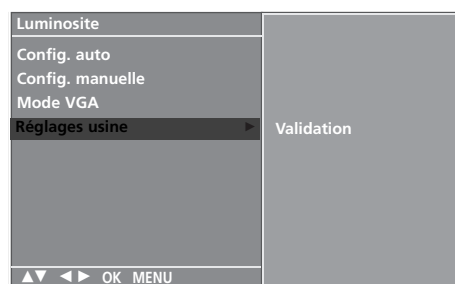 Luminosite
Config. auto
Config. manuelle
Mode VGA
Réglages usine ►
Validation
▲▼ ◄► OK MENU